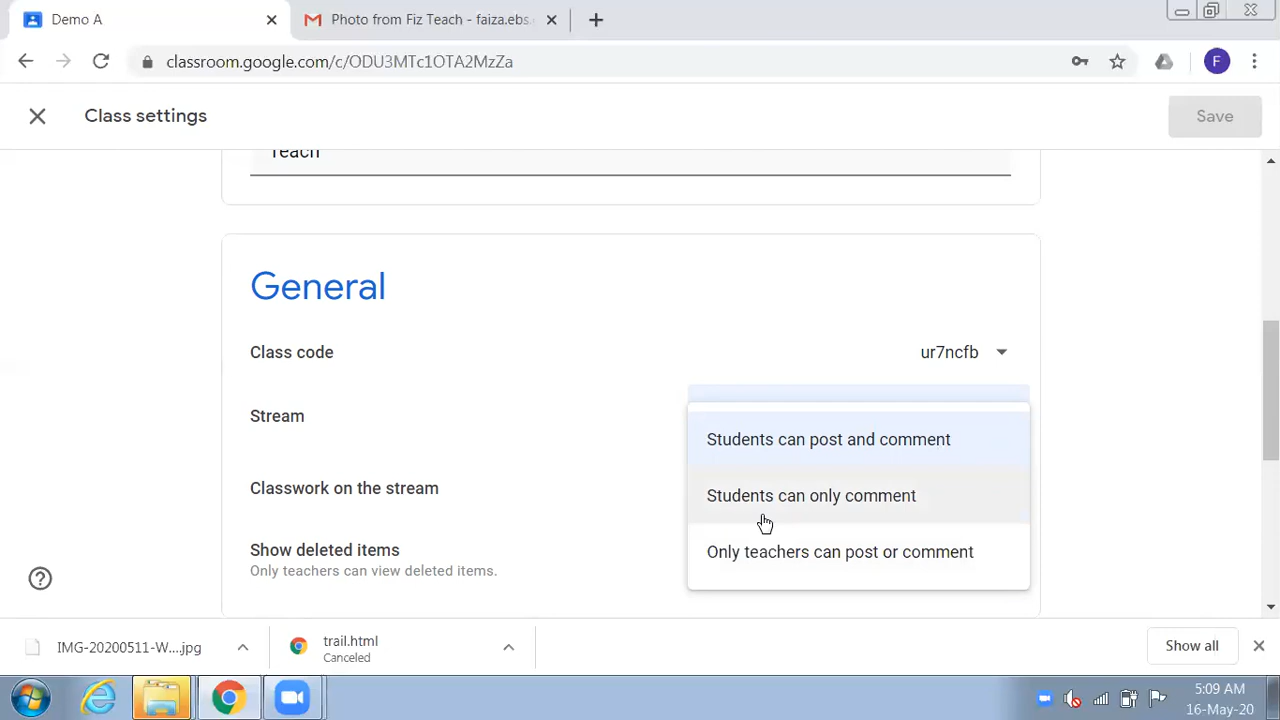 Demo A
Photo from Fiz Teach - faiza.ebs.
classroom.google.com/c/ODU3MTc1OTA2MzZa
F
Class settings
Save
Teach
General
Class code
ur7ncfb
Stream
Students can post and comment
Classwork on the stream
Students can only comment
Show deleted items
Only teachers can view deleted items.
Only teachers can post or comment
IMG-20200511-W....jpg
trail.html
Canceled
Show all
5:09 AM
16-May-20